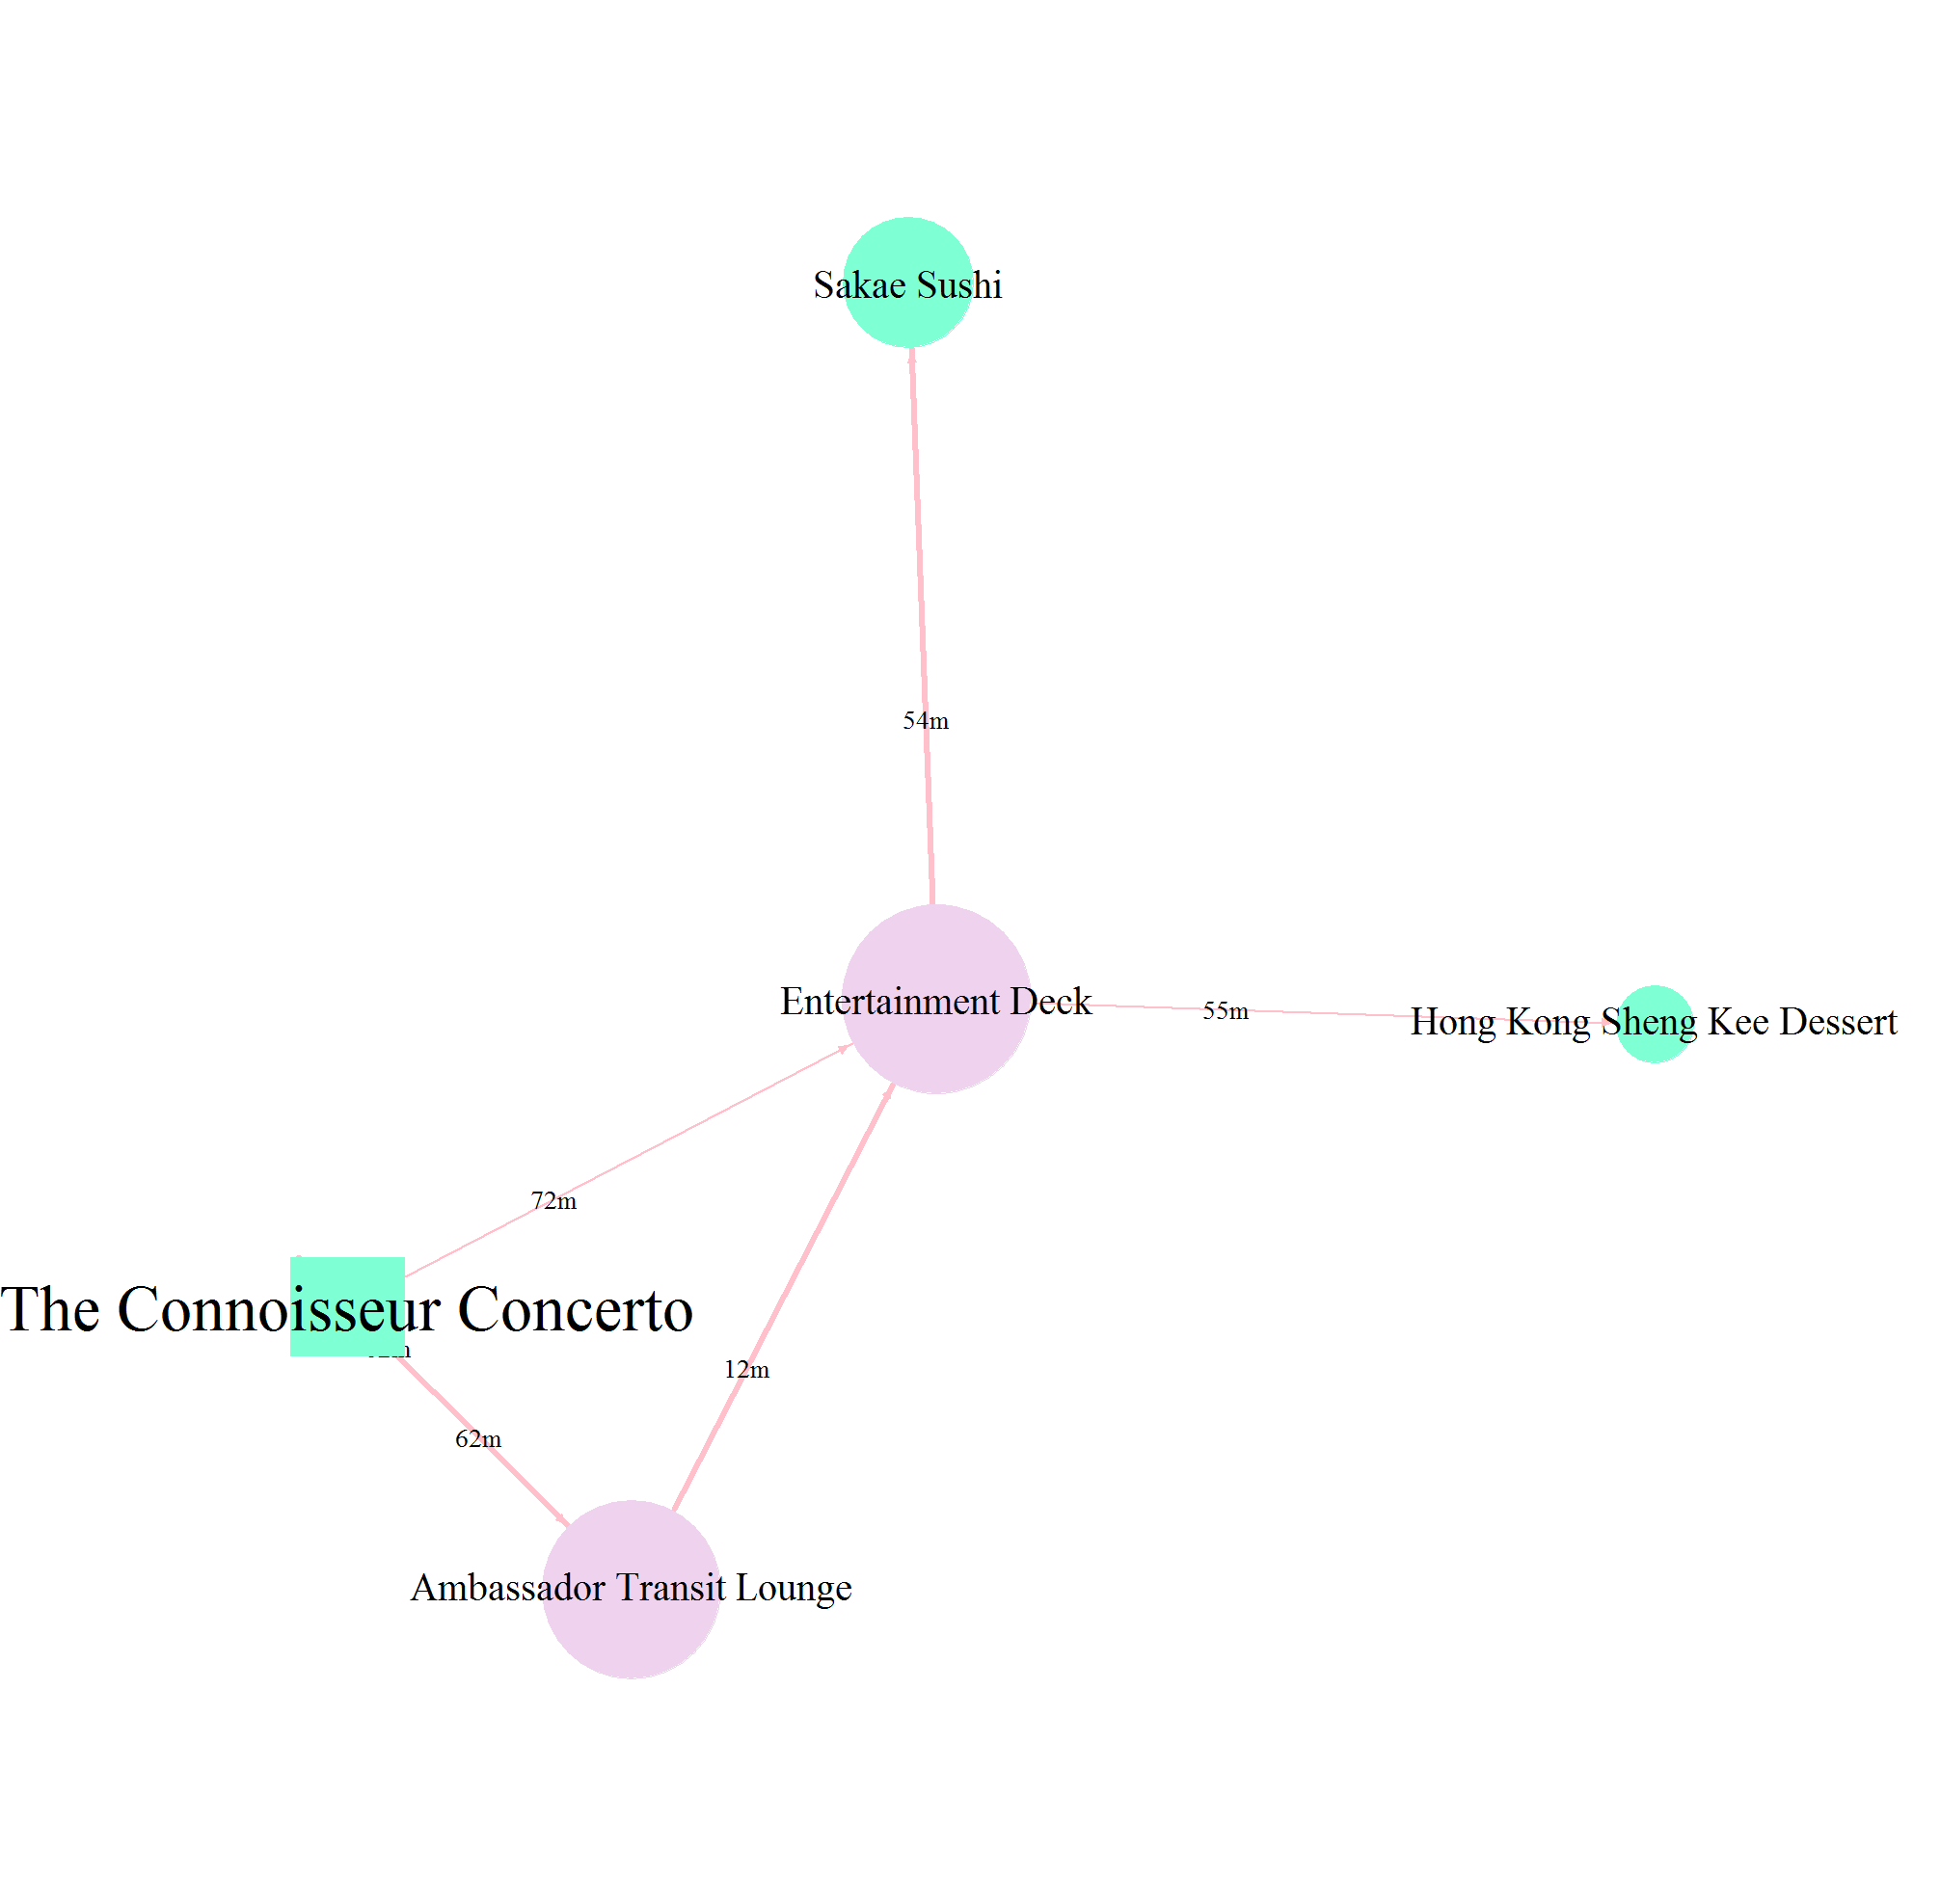 Sakae Sushi
54m
Entertainment Deck
55m
Hong Kong Sheng Kee Dessert
72m
The Connoisseur Concerto
12m
62m
Ambassador Transit Lounge